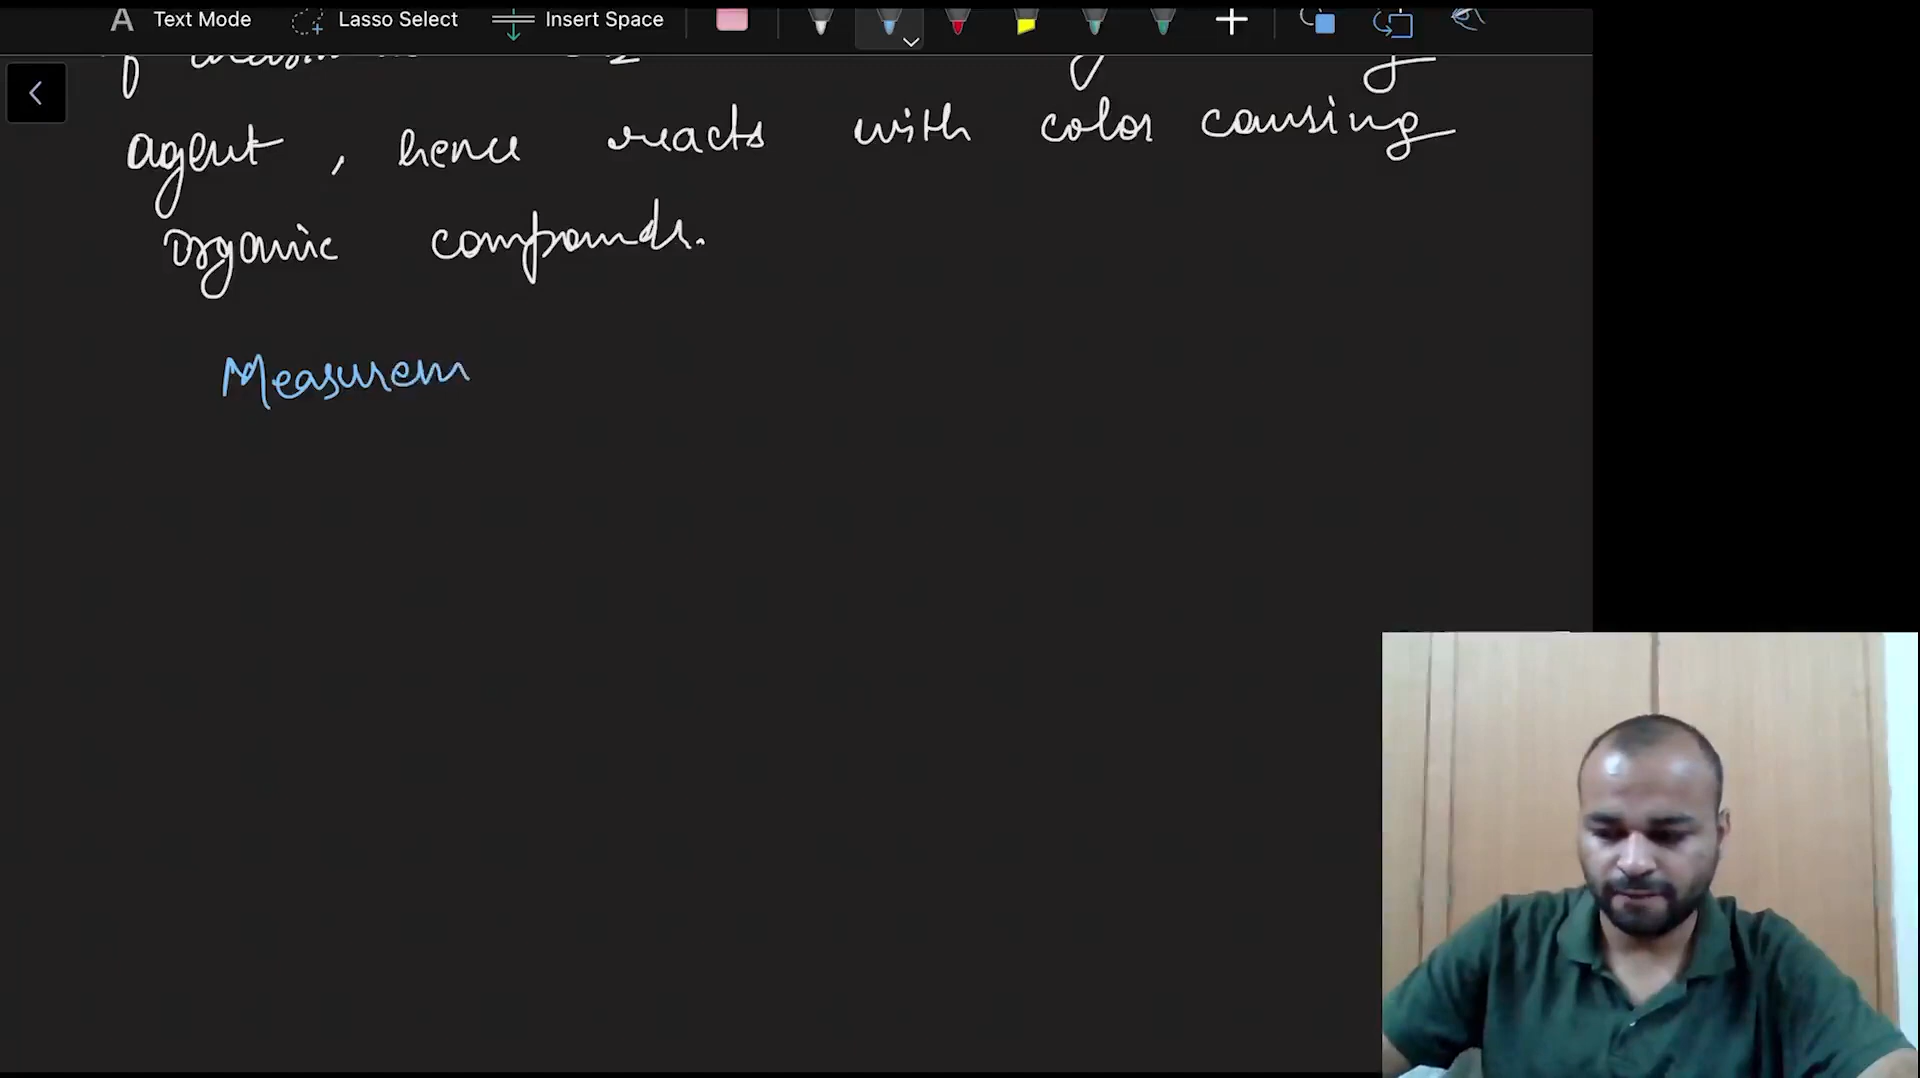 Text Mode Lasso Select Insert Space
agent, hence reacts with color causing
organic compounds.
Measurem